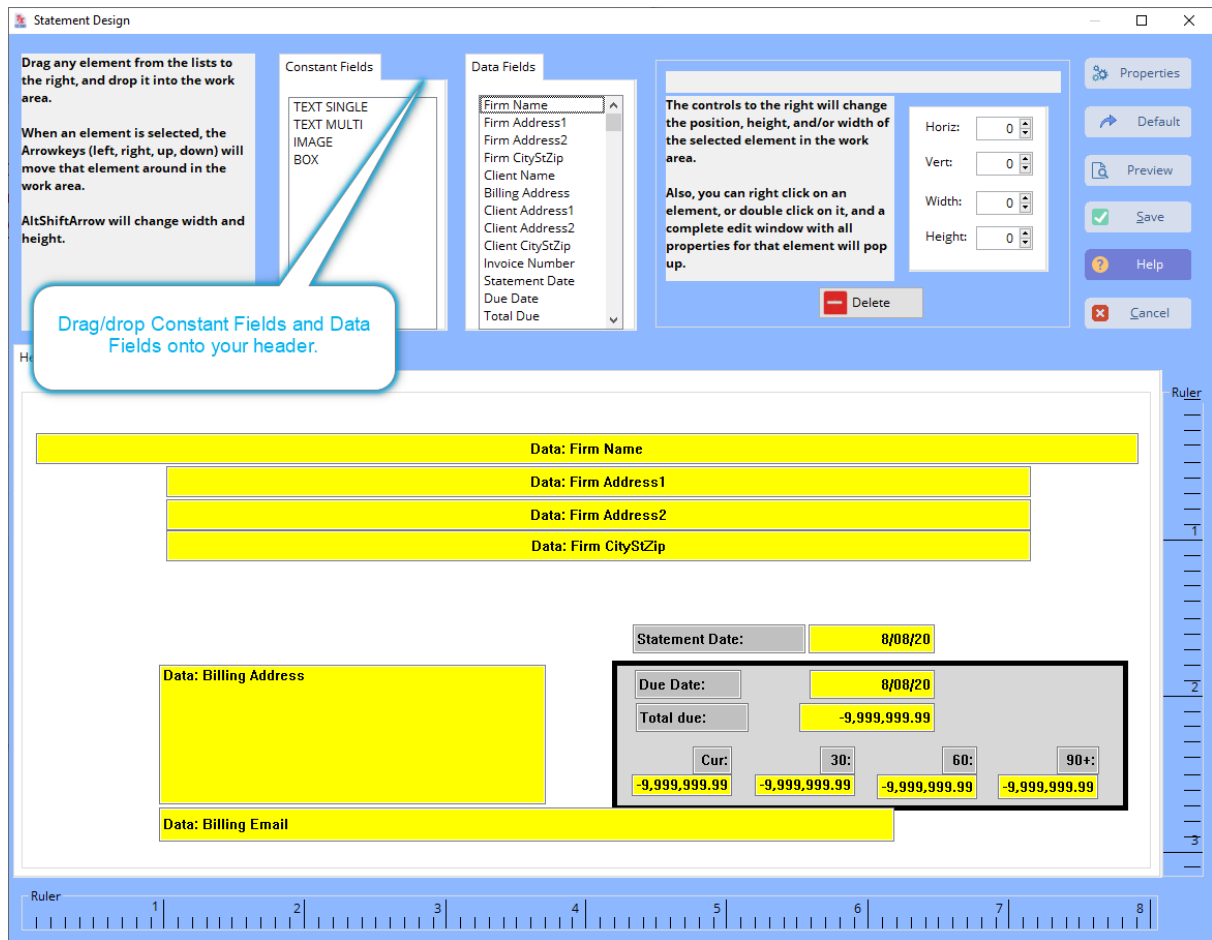 Statement Design
Drag any element from the lists to
the right, and drop it into the work
area.
When an element is selected, the
Arrowkeys (left, right, up, down) will
move that element around in the
work area.
AltShiftArrow will change width and
height.
Constant Fields
TEXT SINGLE
TEXT MULTI
IMAGE
BOX
Data Fields
Firm Name
Firm Address1
Firm Address2
Firm CityStZip
Client Name
Billing Address
Client Address1
Client Address2
Client CityStZip
Invoice Number
Statement Date
Due Date
Total Due
The controls to the right will change
the position, height, and/or width of
the selected element in the work
area.
Also, you can right click on an
element, or double click on it, and a
complete edit window with all
properties for that element will pop
up.
Horiz: 0
Vert: 0
Width: 0
Height: 0
Delete
Properties
Default
Preview
Save
Help
Cancel
Drag/drop Constant Fields and Data
Fields onto your header.
Ruler
Data: Firm Name
Data: Firm Address1
Data: Firm Address2
Data: Firm CityStZip
1
Statement Date: 8/08/20
Data: Billing Address
Due Date: 8/08/20
2
Total due: -9,999,999.99
Cur: 30: 60: 90+:
-9,999,999.99 -9,999,999.99 -9,999,999.99 -9,999,999.99
Data: Billing Email
3
Ruler
1 2 3 4 5 6 7 8